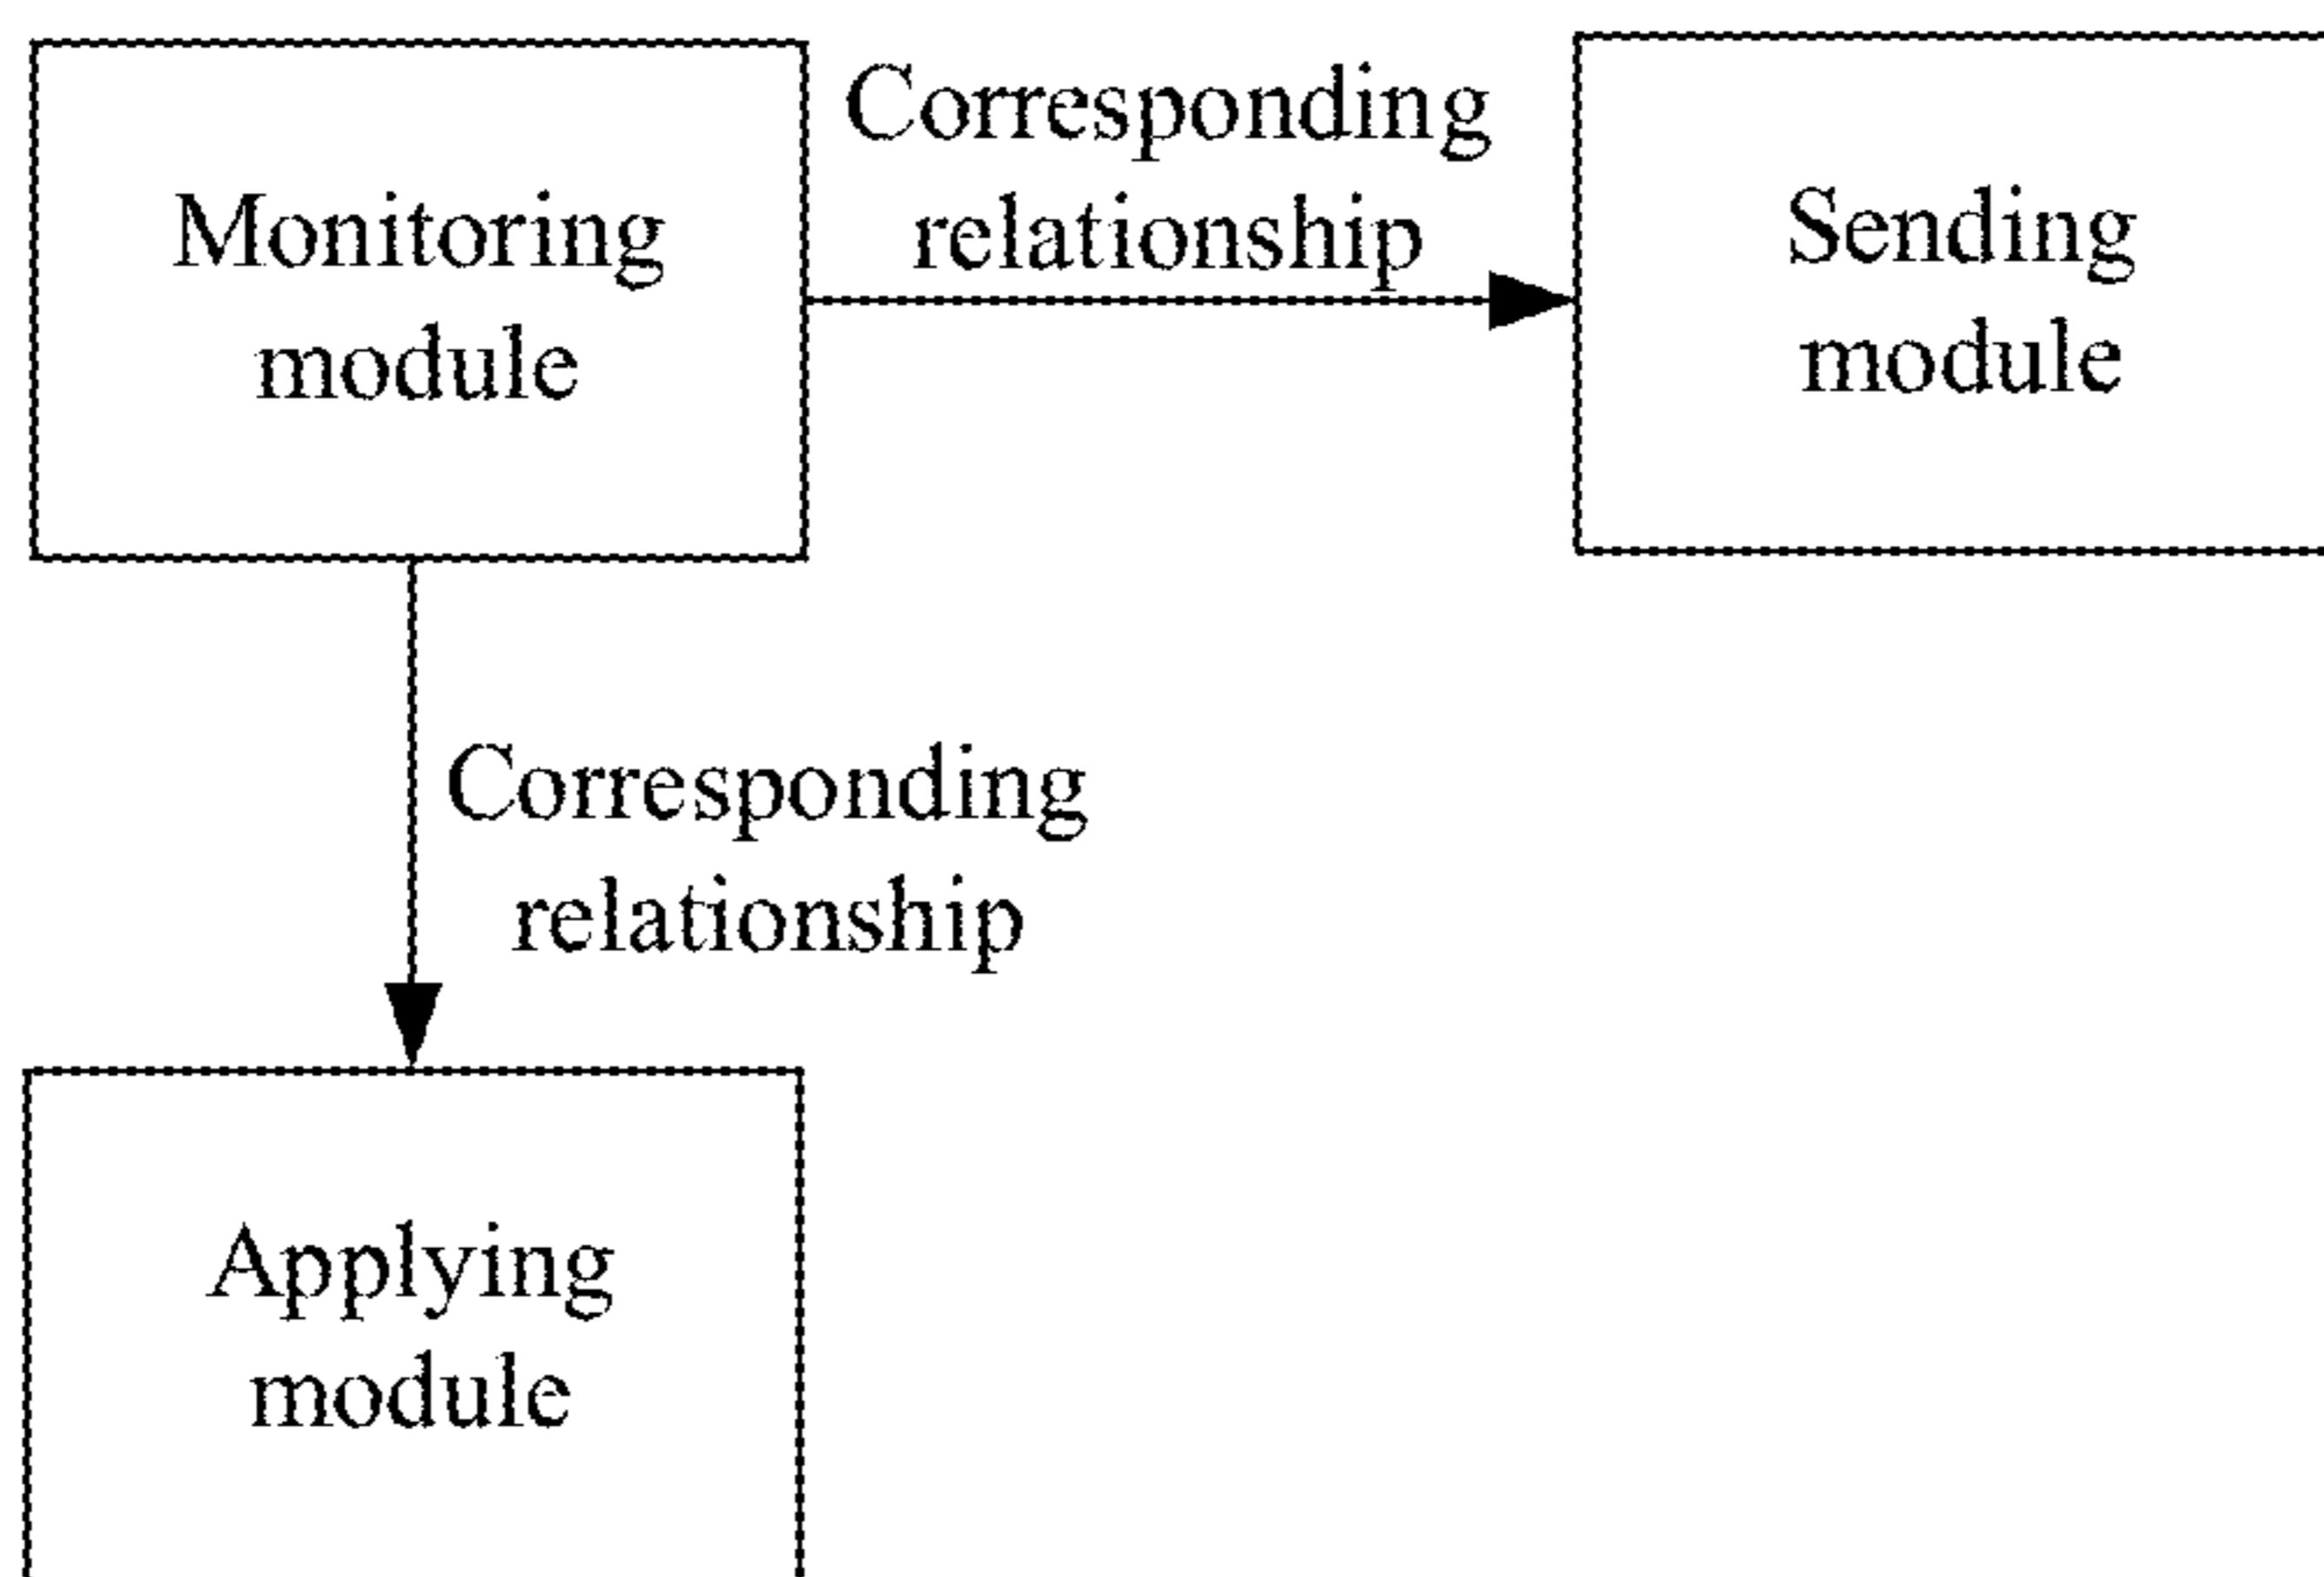 Monitoring
module
Corresponding
relationship
Sending
module
Corresponding
relationship
Applying
module